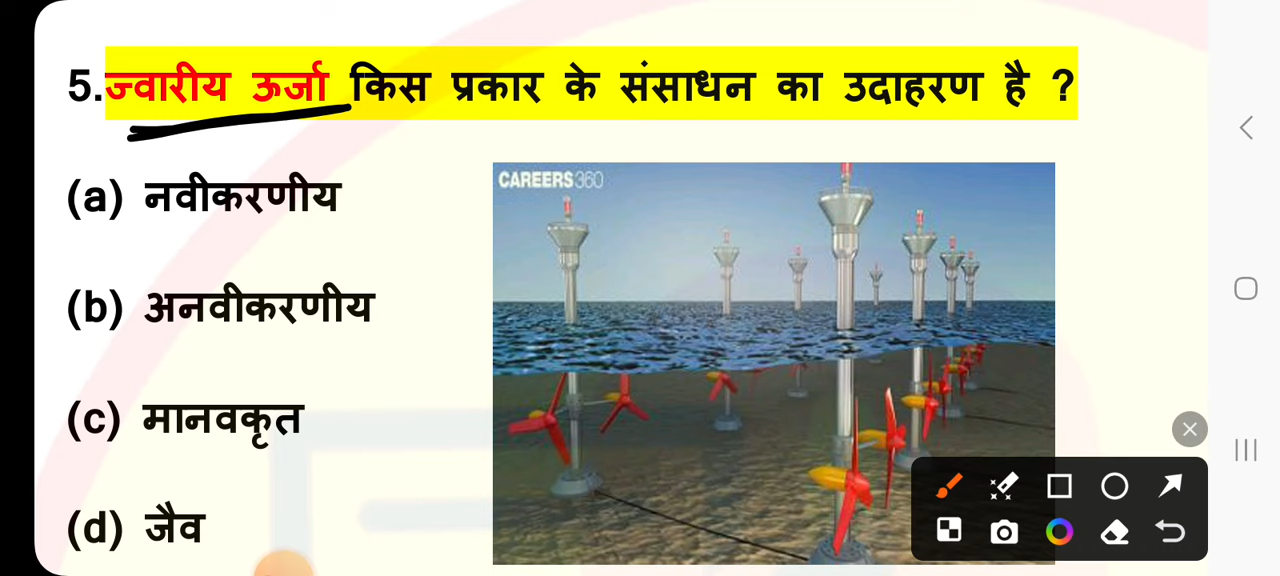 5.ज्वारीय ऊर्जा किस प्रकार के संसाधन का उदाहरण है ?
(a) नवीकरणीय
CAREERS360
(b) अनवीकरणीय
(c) मानवकृत
(d) जैव